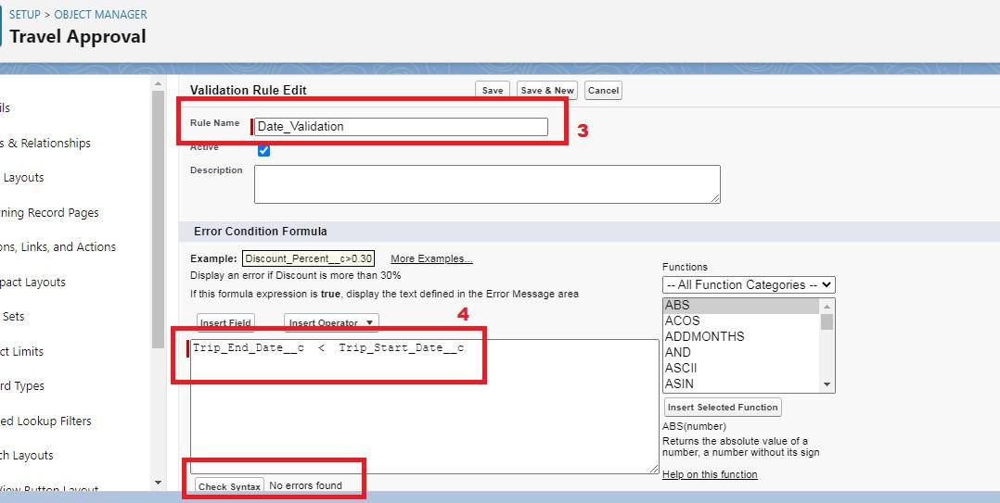 SETUP > OBJECT MANAGER
Travel Approval
ils
s & Relationships
Layouts
ning Record Pages
ons, Links, and Actions
pact Layouts
Sets
ct Limits
rd Types
ed Lookup Filters
ch Layouts
View Button Layout
Validation Rule Edit Save Save & New Cancel
Rule Name Date_Validation 3
Active
Description
Error Condition Formula
Example: Discount_Percent__c>0.30 More Examples...
Display an error if Discount is more than 30%
If this formula expression is true, display the text defined in the Error Message area
4
Insert Field Insert Operator
Trip_End_Date__c < Trip_Start_Date__c
Check Syntax No errors found
Functions
-- All Function Categories --
ABS
ACOS
ADDMONTHS
AND
ASCII
ASIN
Insert Selected Function
ABS(number)
Returns the absolute value of a
number, a number without its sign
Help on this function